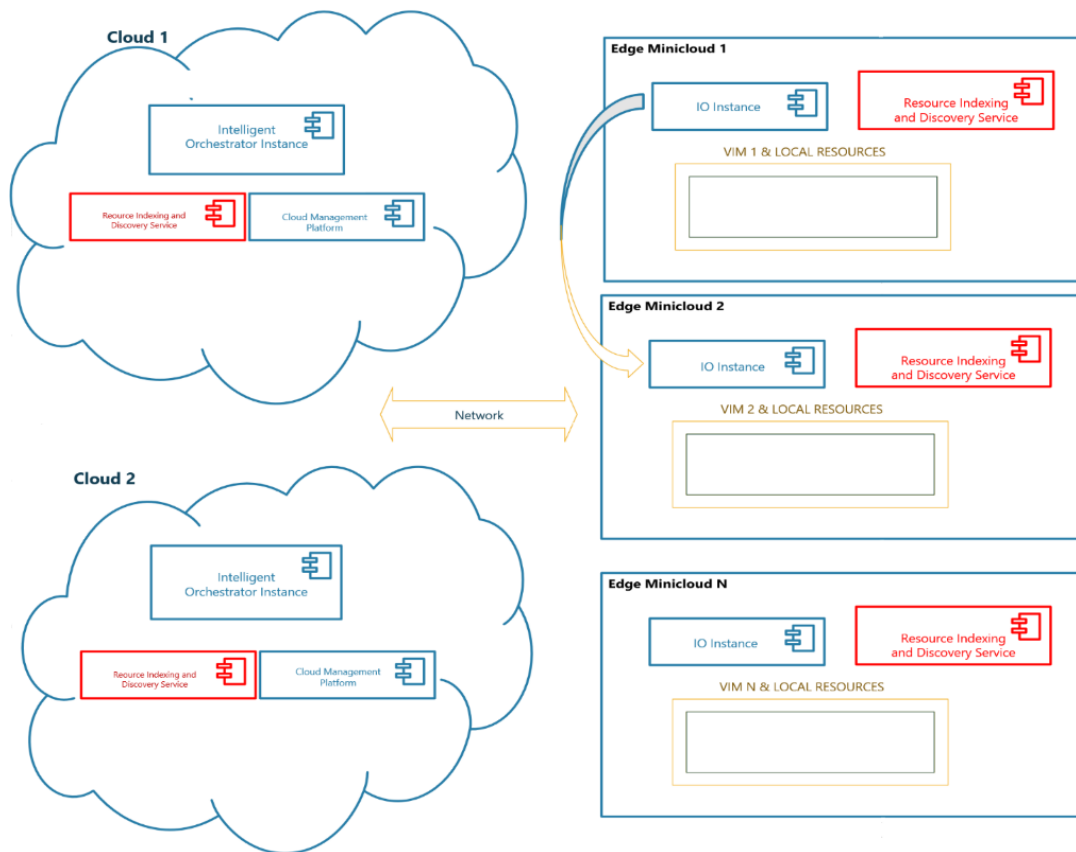 Cloud 1
Intelligent
Orchestrator Instance
Reource Indexing and
Discovery Service
Cloud Management
Platform
Edge Minicloud 1
IO Instance
Resource Indexing
and Discovery Service
VIM 1 & LOCAL RESOURCES
Edge Minicloud 2
IO Instance
Resource Indexing
and Discovery Service
VIM 2 & LOCAL RESOURCES
Network
Cloud 2
Intelligent
Orchestrator Instance
Reource Indexing and
Discovery Service
Cloud Management
Platform
Edge Minicloud N
IO Instance
Resource Indexing
and Discovery Service
VIM N & LOCAL RESOURCES